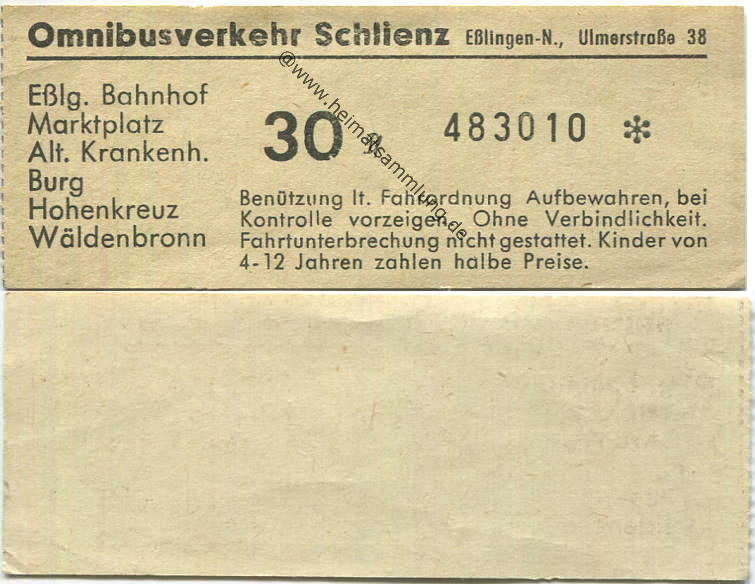 Omnibusverkehr Schlienz Eßlingen-N., Ulmerstraße 38
Eßlg. Bahnhof
Marktplatz
Alt. Krankenh.
Burg
Hohenkreuz
Wäldenbronn
30 ₰ 483010 *
Benützung lt. Fahrordnung Aufbewahren, bei
Kontrolle vorzeigen. Ohne Verbindlichkeit.
Fahrtunterbrechung nicht gestattet. Kinder von
4-12 Jahren zahlen halbe Preise.
@www.heimatsammlung.de